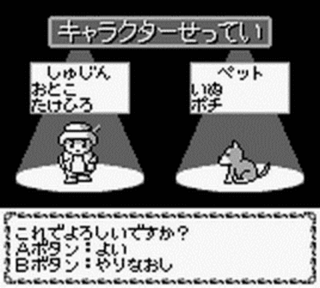 キャラクターせってい
しゅじん
おとこ
たけひろ
ペット
いぬ
ポチ
これでよろしいですか？
Aボタン：よい
Bボタン：やりなおし